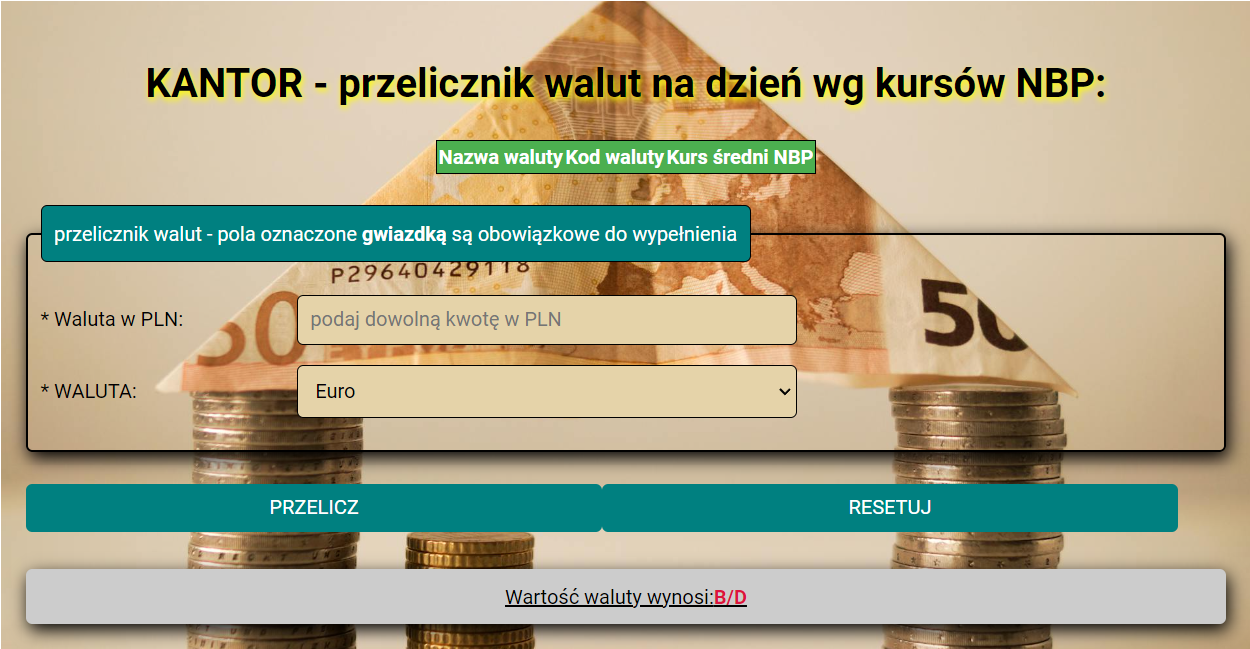 KANTOR - przelicznik walut na dzień wg kursów NBP:
Nazwa waluty Kod waluty Kurs średni NBP
przelicznik walut - pola oznaczone gwiazdką są obowiązkowe do wypełnienia
P29640429118
50
50
* Waluta w PLN:
podaj dowolną kwotę w PLN
* WALUTA:
Euro
PRZELICZ
RESETUJ
Wartość waluty wynosi:B/D